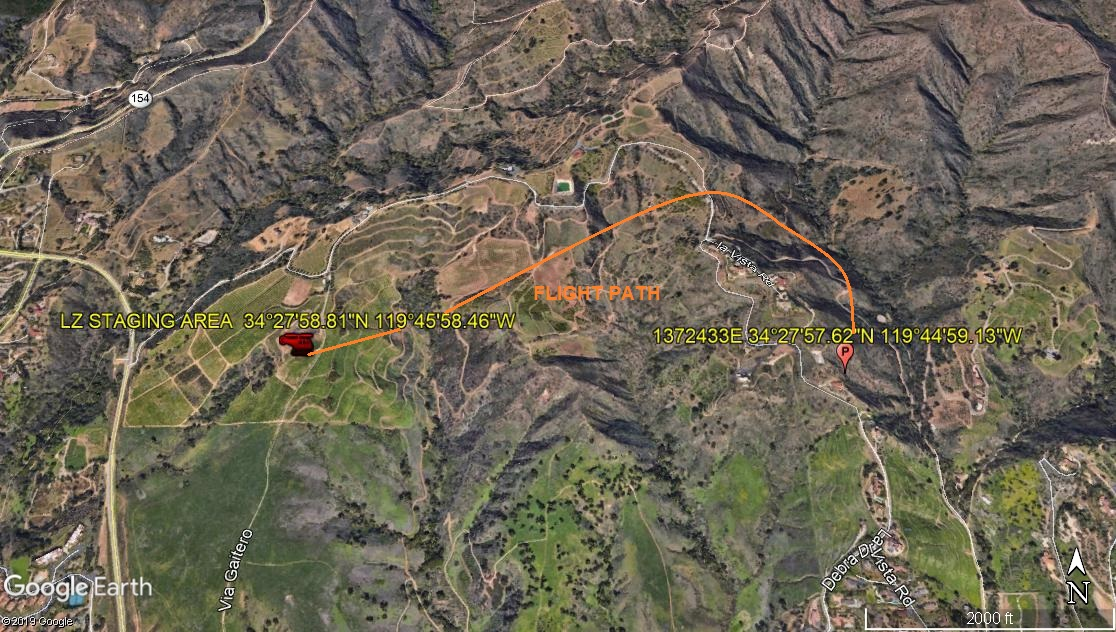 154
la Vista Rd
FLIGHT PATH
LZ STAGING AREA 34°27'58.81"N 119°45'58.46"W
1372433E 34°27'57.62"N 119°44'59.13"W
P
Via Gaitero
Debra Dr
Vista Rd
N
Google Earth
2000 ft
©2019 Google